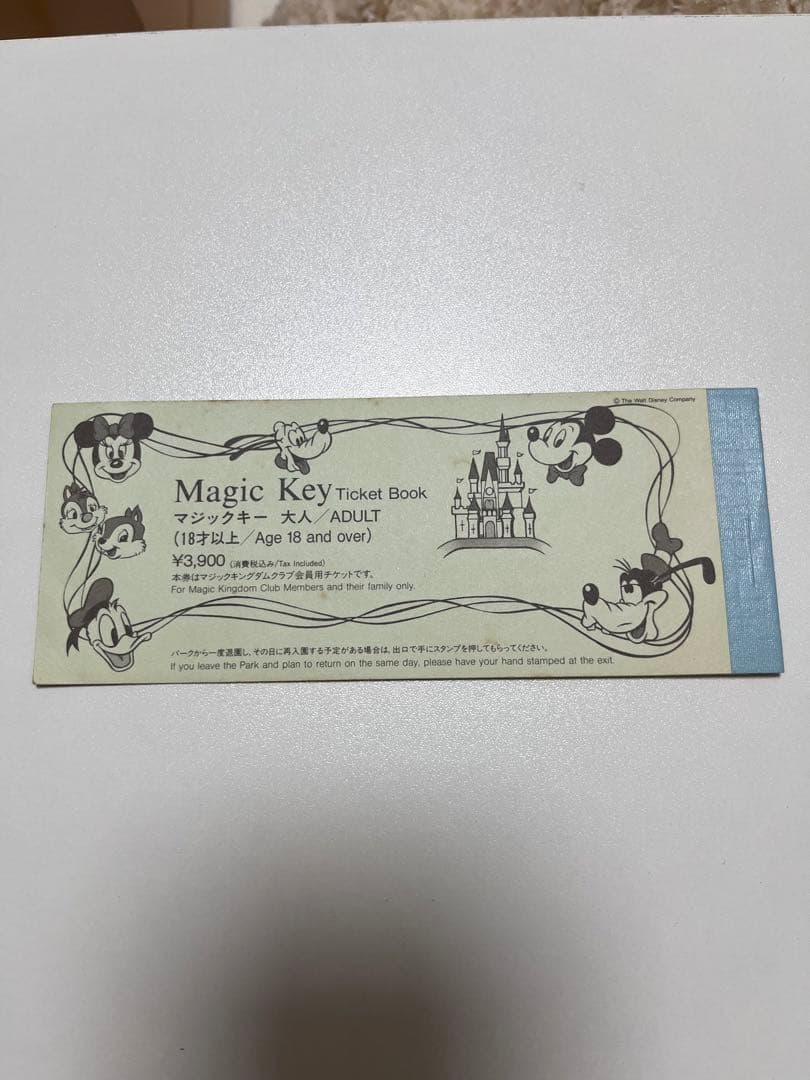 © The Walt Disney Company
Magic Key Ticket Book
マジックキー 大人／ADULT
(18才以上／Age 18 and over)
¥3,900 (消費税込み/Tax Included)
本券はマジックキングダムクラブ会員用チケットです。
For Magic Kingdom Club Members and their family only.
パークから一度退園し、その日に再入園する予定がある場合は、出口で手にスタンプを押してもらってください。
If you leave the Park and plan to return on the same day, please have your hand stamped at the exit.